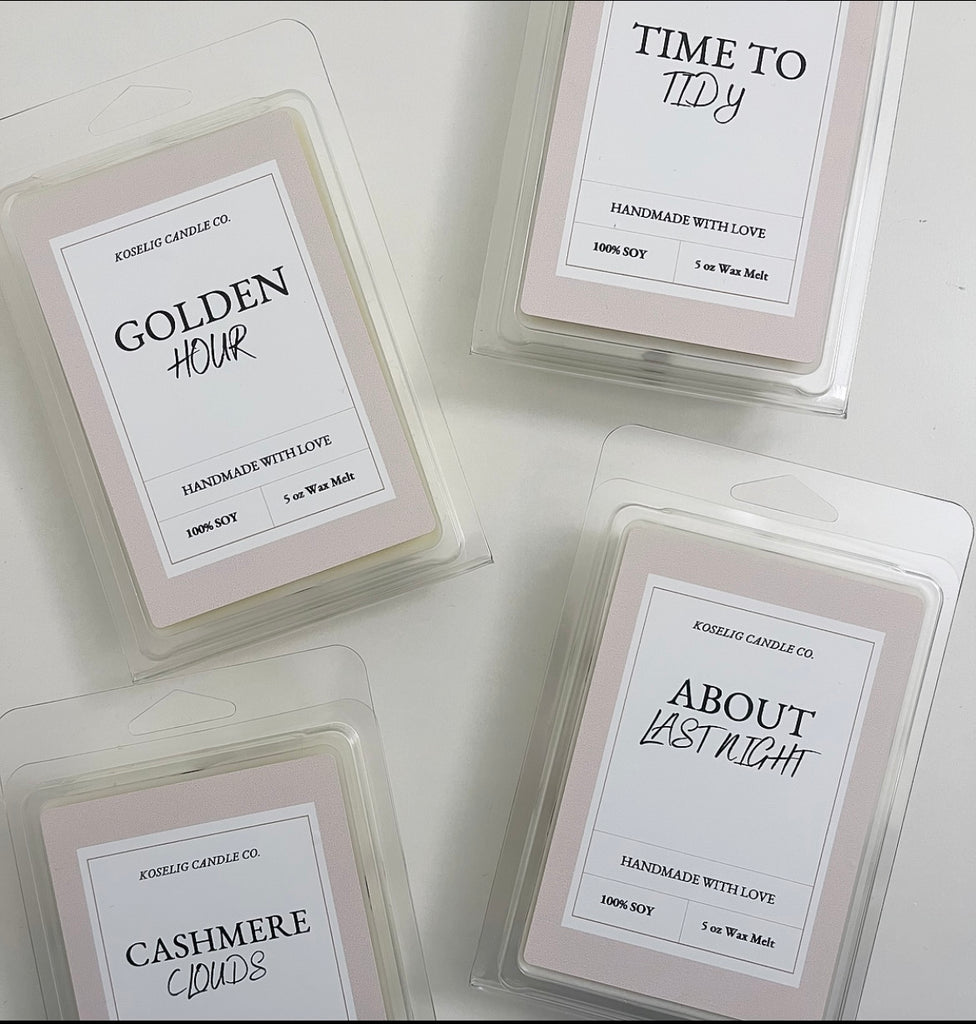 TIME TO
TIDY
HANDMADE WITH LOVE
100% SOY
5 oz Wax Melt
KOSELIG CANDLE CO.
GOLDEN
HOUR
HANDMADE WITH LOVE
100% SOY
5 oz Wax Melt
KOSELIG CANDLE CO.
ABOUT
LAST NIGHT
HANDMADE WITH LOVE
100% SOY
5 oz Wax Melt
KOSELIG CANDLE CO.
CASHMERE
CLOUDS